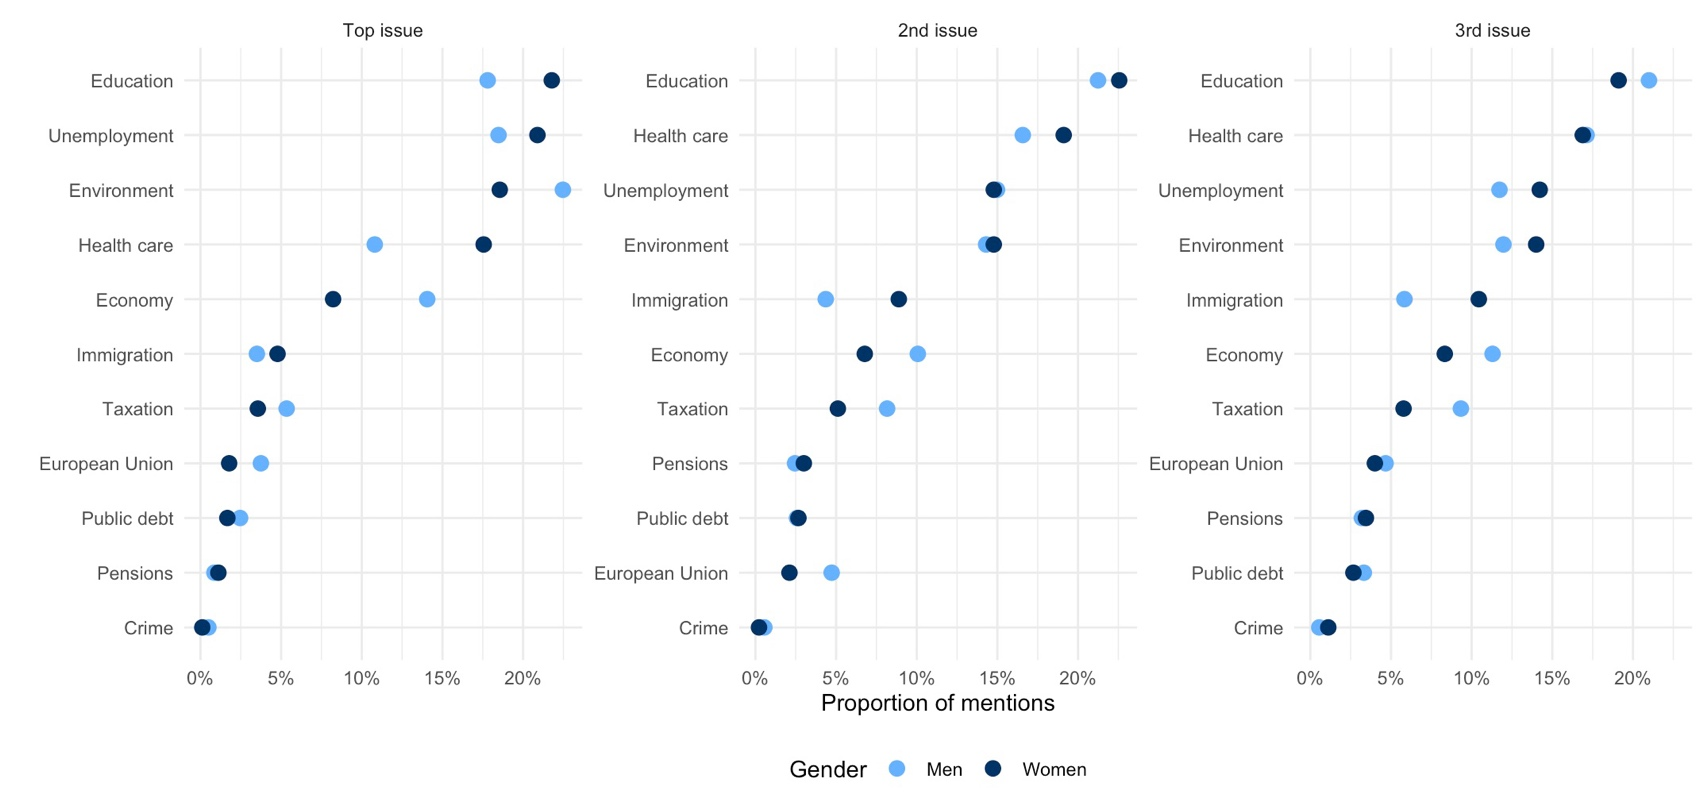 Top issue
Education
Unemployment
Environment
Health care
Economy
Immigration
Taxation
European Union
Public debt
Pensions
Crime
0% 5% 10% 15% 20%
2nd issue
Education
Health care
Unemployment
Environment
Immigration
Economy
Taxation
Pensions
Public debt
European Union
Crime
0% 5% 10% 15% 20%
3rd issue
Education
Health care
Unemployment
Environment
Immigration
Economy
Taxation
European Union
Pensions
Public debt
Crime
0% 5% 10% 15% 20%
Proportion of mentions
Gender Men Women